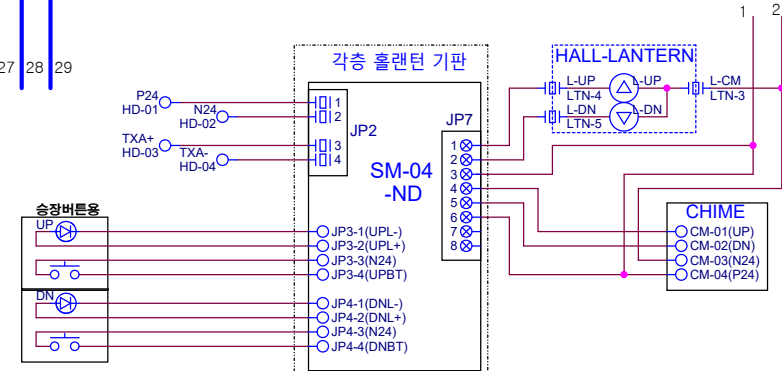 1 2
27 28 29
각층 홀랜턴 기판
HALL-LANTERN
P24
HD-01
N24
HD-02
TXA+
HD-03
TXA-
HD-04
1
2
3
4
JP2
SM-04
-ND
JP7
1
2
3
4
5
6
7
8
L-UP
LTN-4
L-UP
L-DN
LTN-5
L-DN
L-CM
LTN-3
승장버튼용
UP
DN
JP3-1(UPL-)
JP3-2(UPL+)
JP3-3(N24)
JP3-4(UPBT)
JP4-1(DNL-)
JP4-2(DNL+)
JP4-3(N24)
JP4-4(DNBT)
CHIME
CM-01(UP)
CM-02(DN)
CM-03(N24)
CM-04(P24)